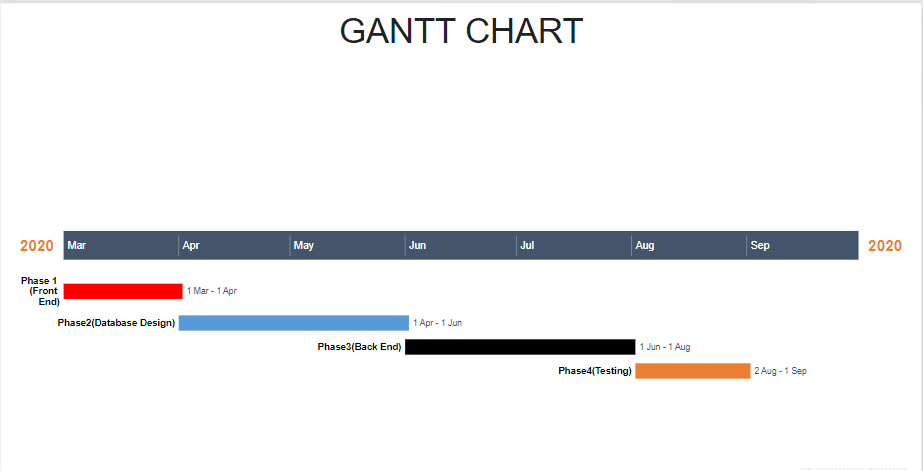 GANTT CHART
2020 Mar Apr May Jun Jul Aug Sep 2020
Phase 1
(Front
End)
1 Mar - 1 Apr
Phase2(Database Design) 1 Apr - 1 Jun
Phase3(Back End) 1 Jun - 1 Aug
Phase4(Testing) 2 Aug - 1 Sep